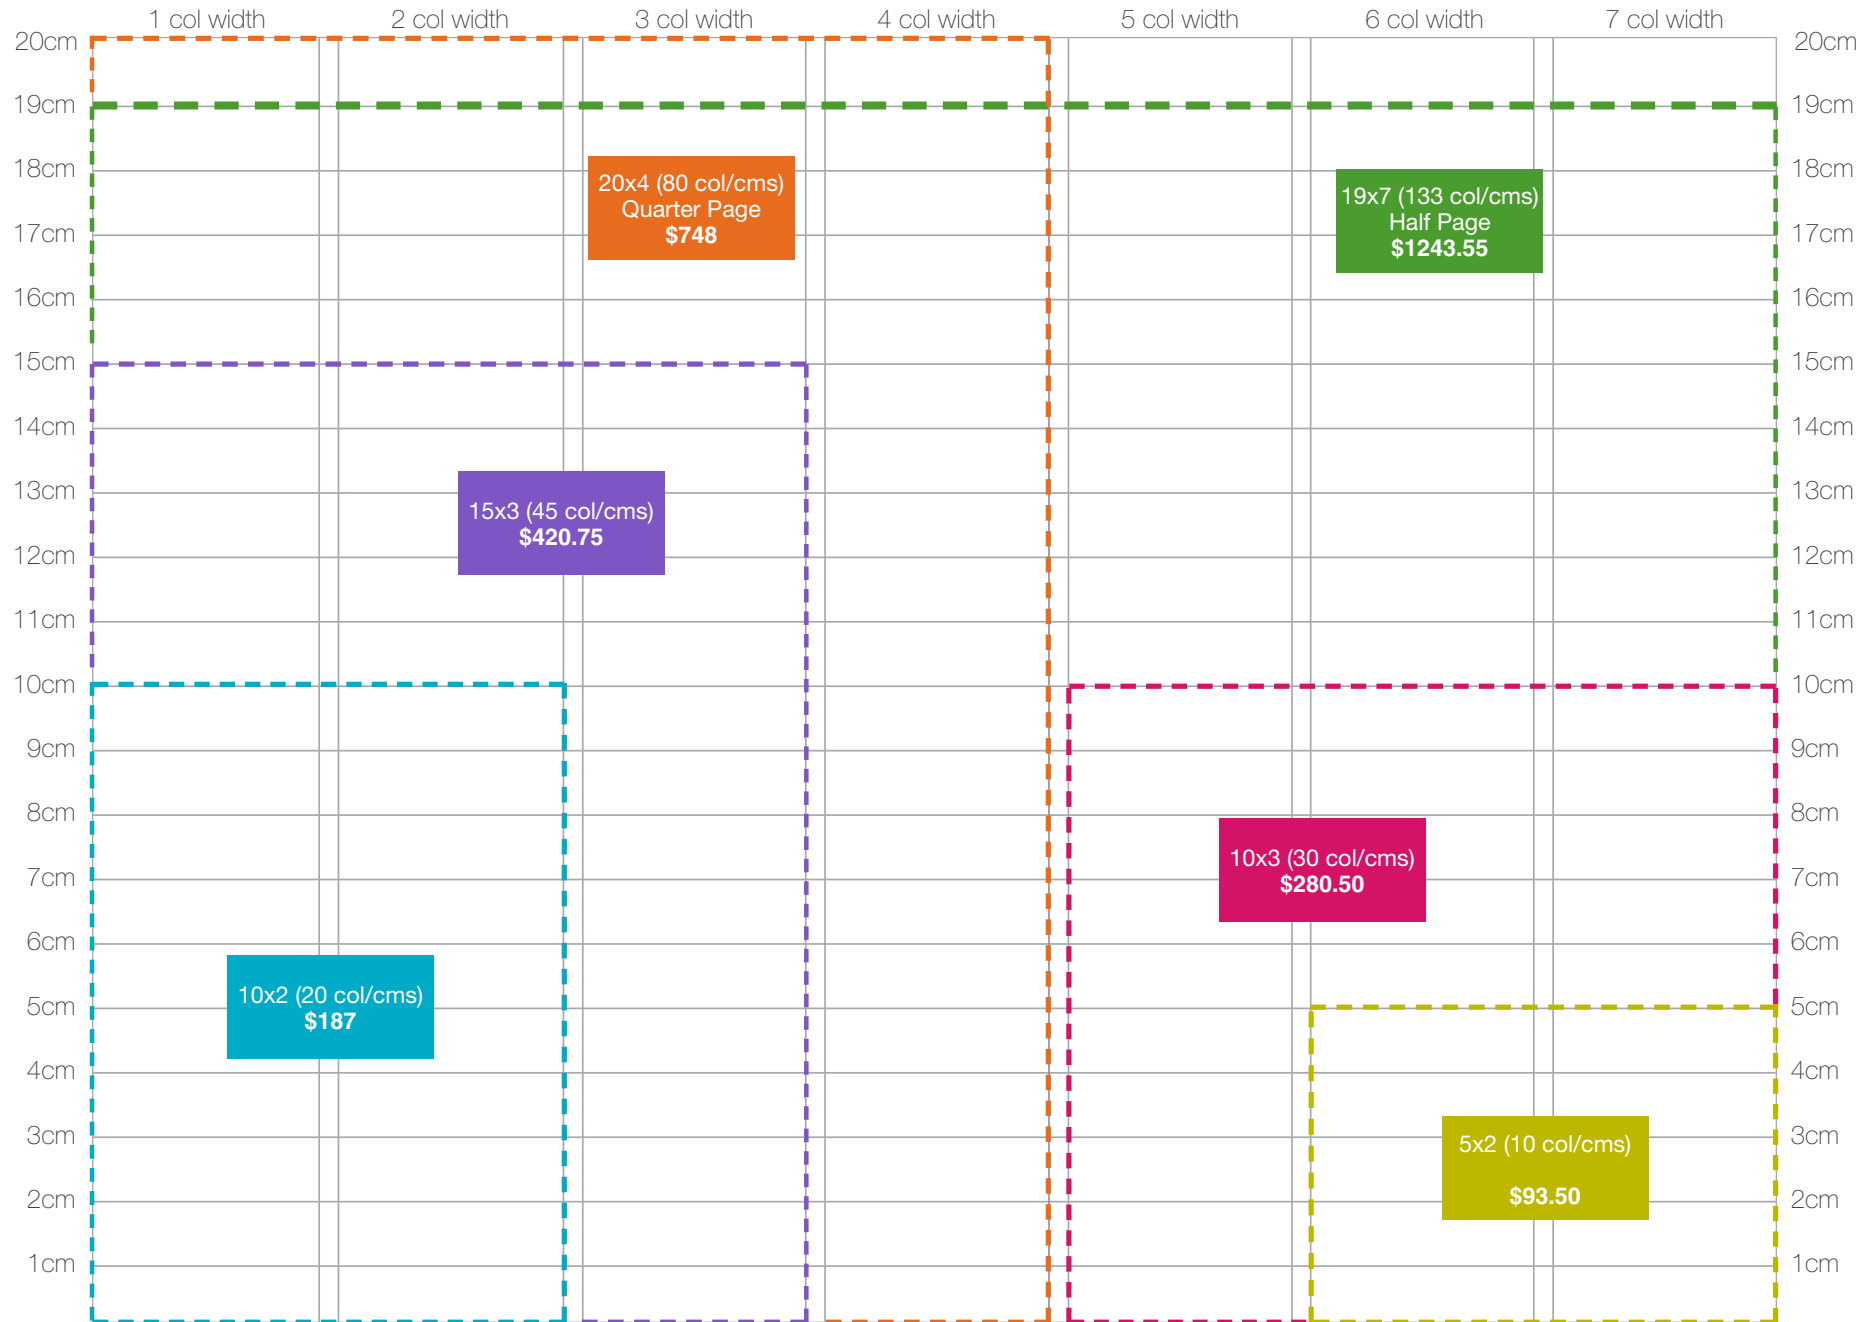 1 col width 2 col width 3 col width 4 col width 5 col width 6 col width 7 col width
20cm 20cm
19cm 19cm
18cm 18cm
20x4 (80 col/cms)
Quarter Page
$748
19x7 (133 col/cms)
Half Page
$1243.55
17cm 17cm
16cm 16cm
15cm 15cm
14cm 14cm
13cm 13cm
15x3 (45 col/cms)
$420.75
12cm 12cm
11cm 11cm
10cm 10cm
9cm 9cm
8cm 8cm
10x3 (30 col/cms)
$280.50
7cm 7cm
6cm 6cm
10x2 (20 col/cms)
$187
5cm 5cm
4cm 4cm
3cm 3cm
5x2 (10 col/cms)
$93.50
2cm 2cm
1cm 1cm